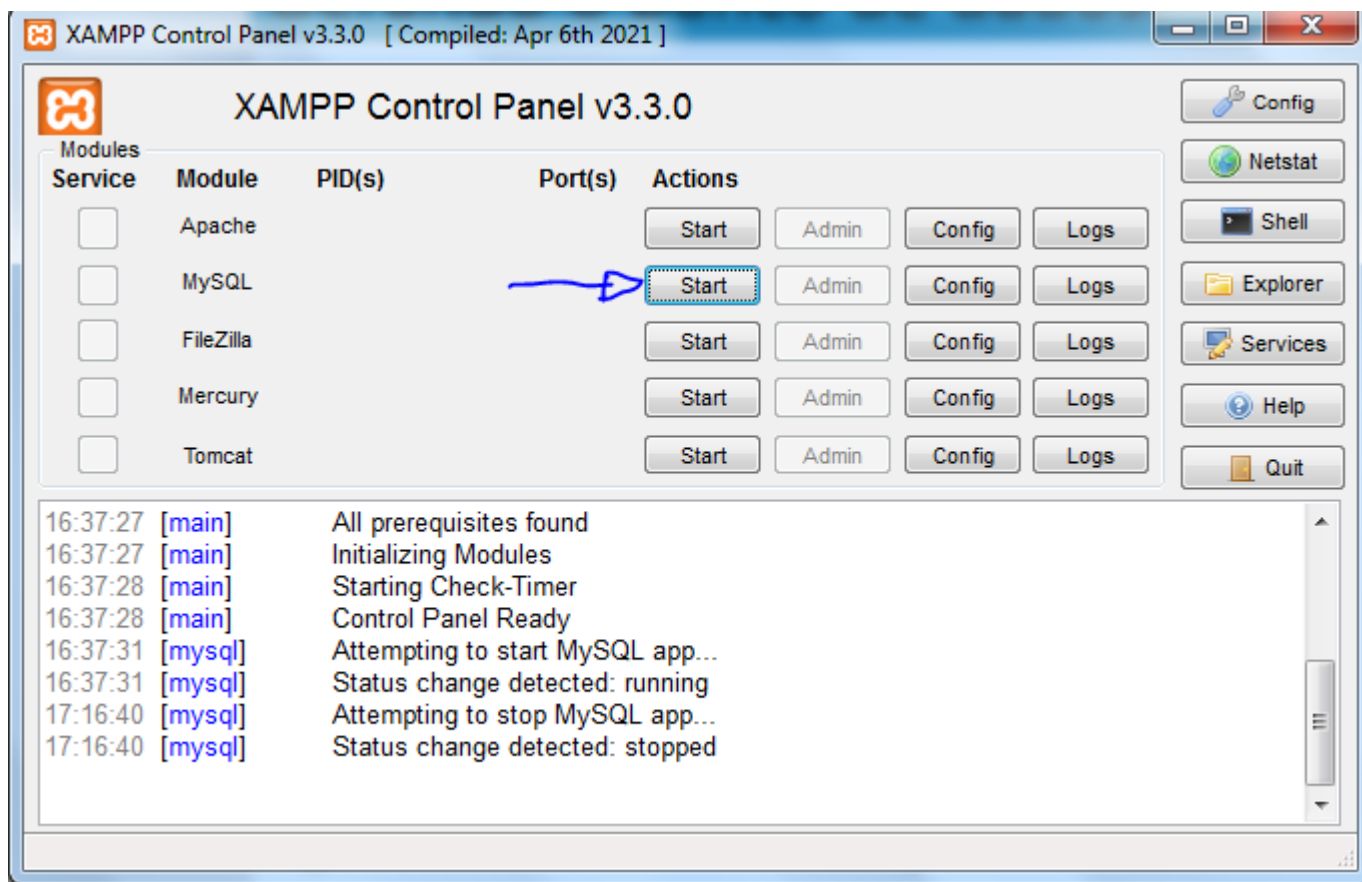 XAMPP Control Panel v3.3.0 [ Compiled: Apr 6th 2021 ]
XAMPP Control Panel v3.3.0
Config
Modules
Netstat
Service Module PID(s) Port(s) Actions
Apache Start Admin Config Logs
Shell
MySQL Start Admin Config Logs
Explorer
FileZilla Start Admin Config Logs
Services
Mercury Start Admin Config Logs
Help
Tomcat Start Admin Config Logs
Quit
16:37:27 [main] All prerequisites found
16:37:27 [main] Initializing Modules
16:37:28 [main] Starting Check-Timer
16:37:28 [main] Control Panel Ready
16:37:31 [mysql] Attempting to start MySQL app...
16:37:31 [mysql] Status change detected: running
17:16:40 [mysql] Attempting to stop MySQL app...
17:16:40 [mysql] Status change detected: stopped